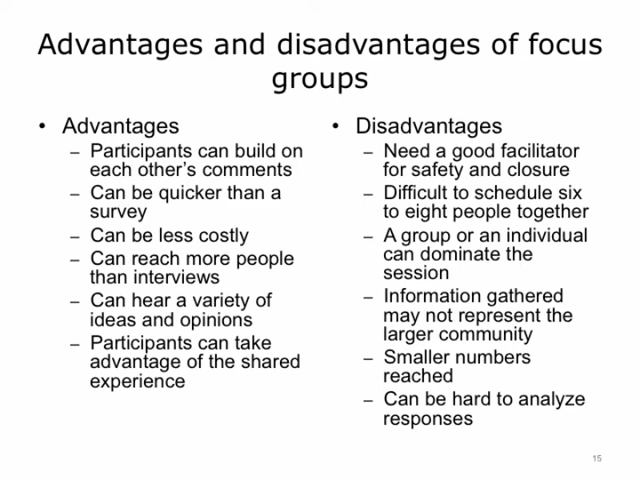 Advantages and disadvantages of focus
groups
• Advantages
– Participants can build on
each other's comments
– Can be quicker than a
survey
– Can be less costly
– Can reach more people
than interviews
– Can hear a variety of
ideas and opinions
– Participants can take
advantage of the shared
experience
• Disadvantages
– Need a good facilitator
for safety and closure
– Difficult to schedule six
to eight people together
– A group or an individual
can dominate the
session
– Information gathered
may not represent the
larger community
– Smaller numbers
reached
– Can be hard to analyze
responses
15